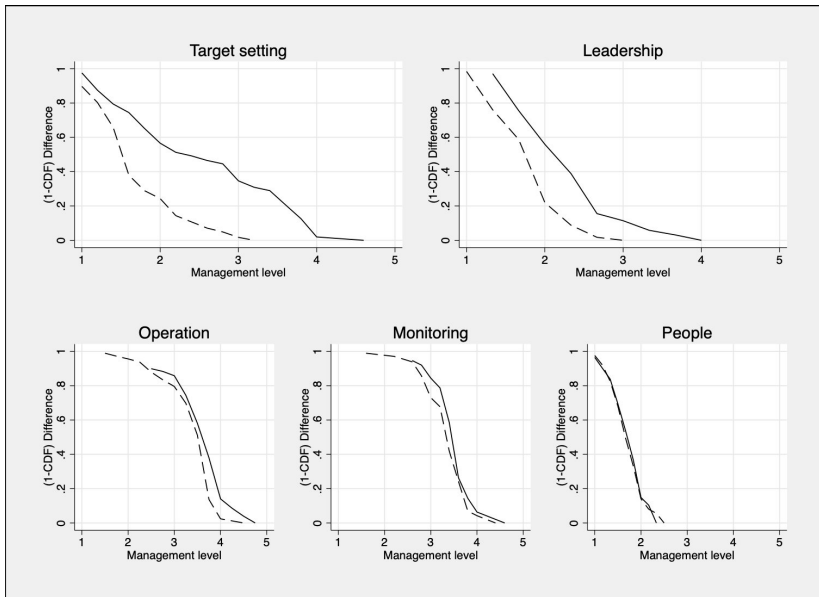 Target setting
(1-CDF) Difference
0 .2 .4 .6 .8 1
1 2 3 4 5
Management level
Leadership
(1-CDF) Difference
0 .2 .4 .6 .8 1
1 2 3 4 5
Management level
Operation
(1-CDF) Difference
0 .2 .4 .6 .8 1
1 2 3 4 5
Management level
Monitoring
(1-CDF) Difference
0 .2 .4 .6 .8 1
1 2 3 4 5
Management level
People
(1-CDF) Difference
0 .2 .4 .6 .8 1
1 2 3 4 5
Management level